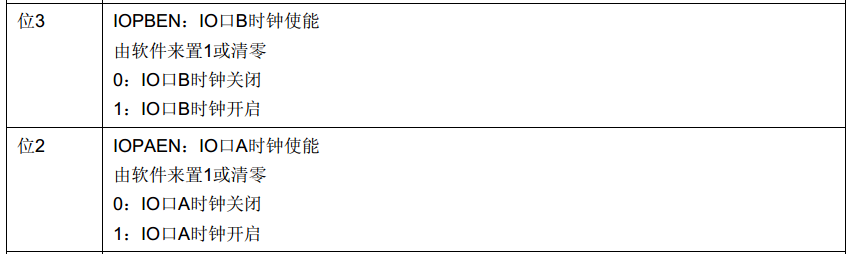 位3
IOPBEN：IO口B时钟使能
由软件来置1或清零
0：IO口B时钟关闭
1：IO口B时钟开启
位2
IOPAEN：IO口A时钟使能
由软件来置1或清零
0：IO口A时钟关闭
1：IO口A时钟开启